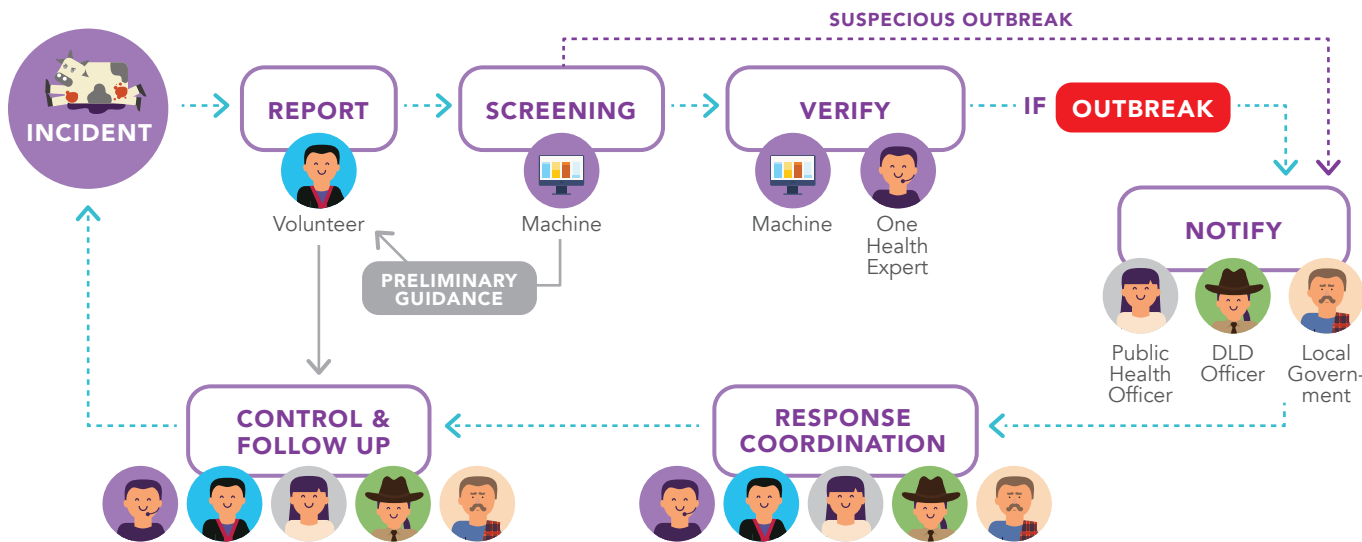 SUSPECIOUS OUTBREAK
INCIDENT
REPORT
Volunteer
SCREENING
Machine
PRELIMINARY
GUIDANCE
VERIFY
Machine
One
Health
Expert
IF
OUTBREAK
NOTIFY
Public
Health
Officer
DLD
Officer
Local
Govern-
ment
CONTROL &
FOLLOW UP
RESPONSE
COORDINATION